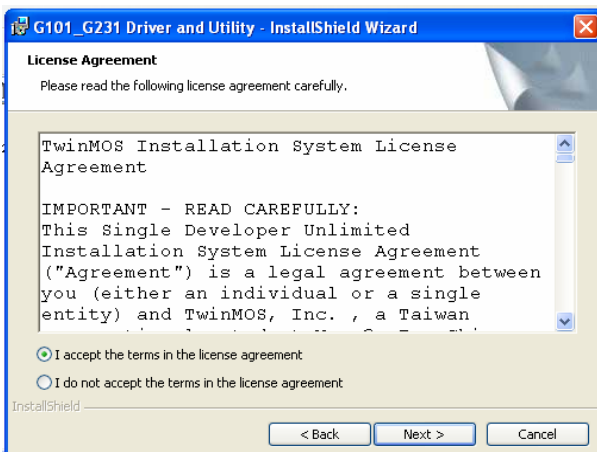 G101_G231 Driver and Utility - InstallShield Wizard
License Agreement
Please read the following license agreement carefully.
TwinMOS Installation System License
Agreement
IMPORTANT - READ CAREFULLY:
This Single Developer Unlimited
Installation System License Agreement
("Agreement") is a legal agreement between
you (either an individual or a single
entity) and TwinMOS, Inc. , a Taiwan
I accept the terms in the license agreement
I do not accept the terms in the license agreement
InstallShield
< Back
Next >
Cancel